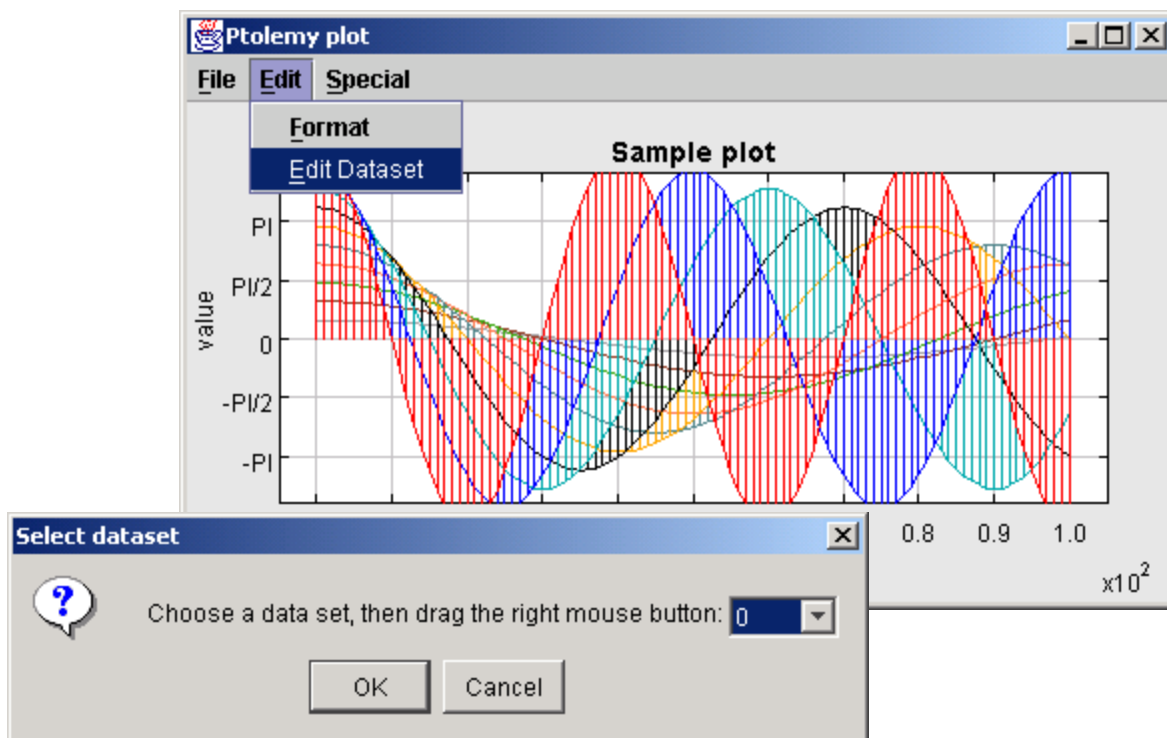 Ptolemy plot
File Edit Special
Format
Edit Dataset
Sample plot
value
PI
PI/2
0
-PI/2
-PI
0.8 0.9 1.0
x10²
Select dataset
Choose a data set, then drag the right mouse button: 0
OK Cancel